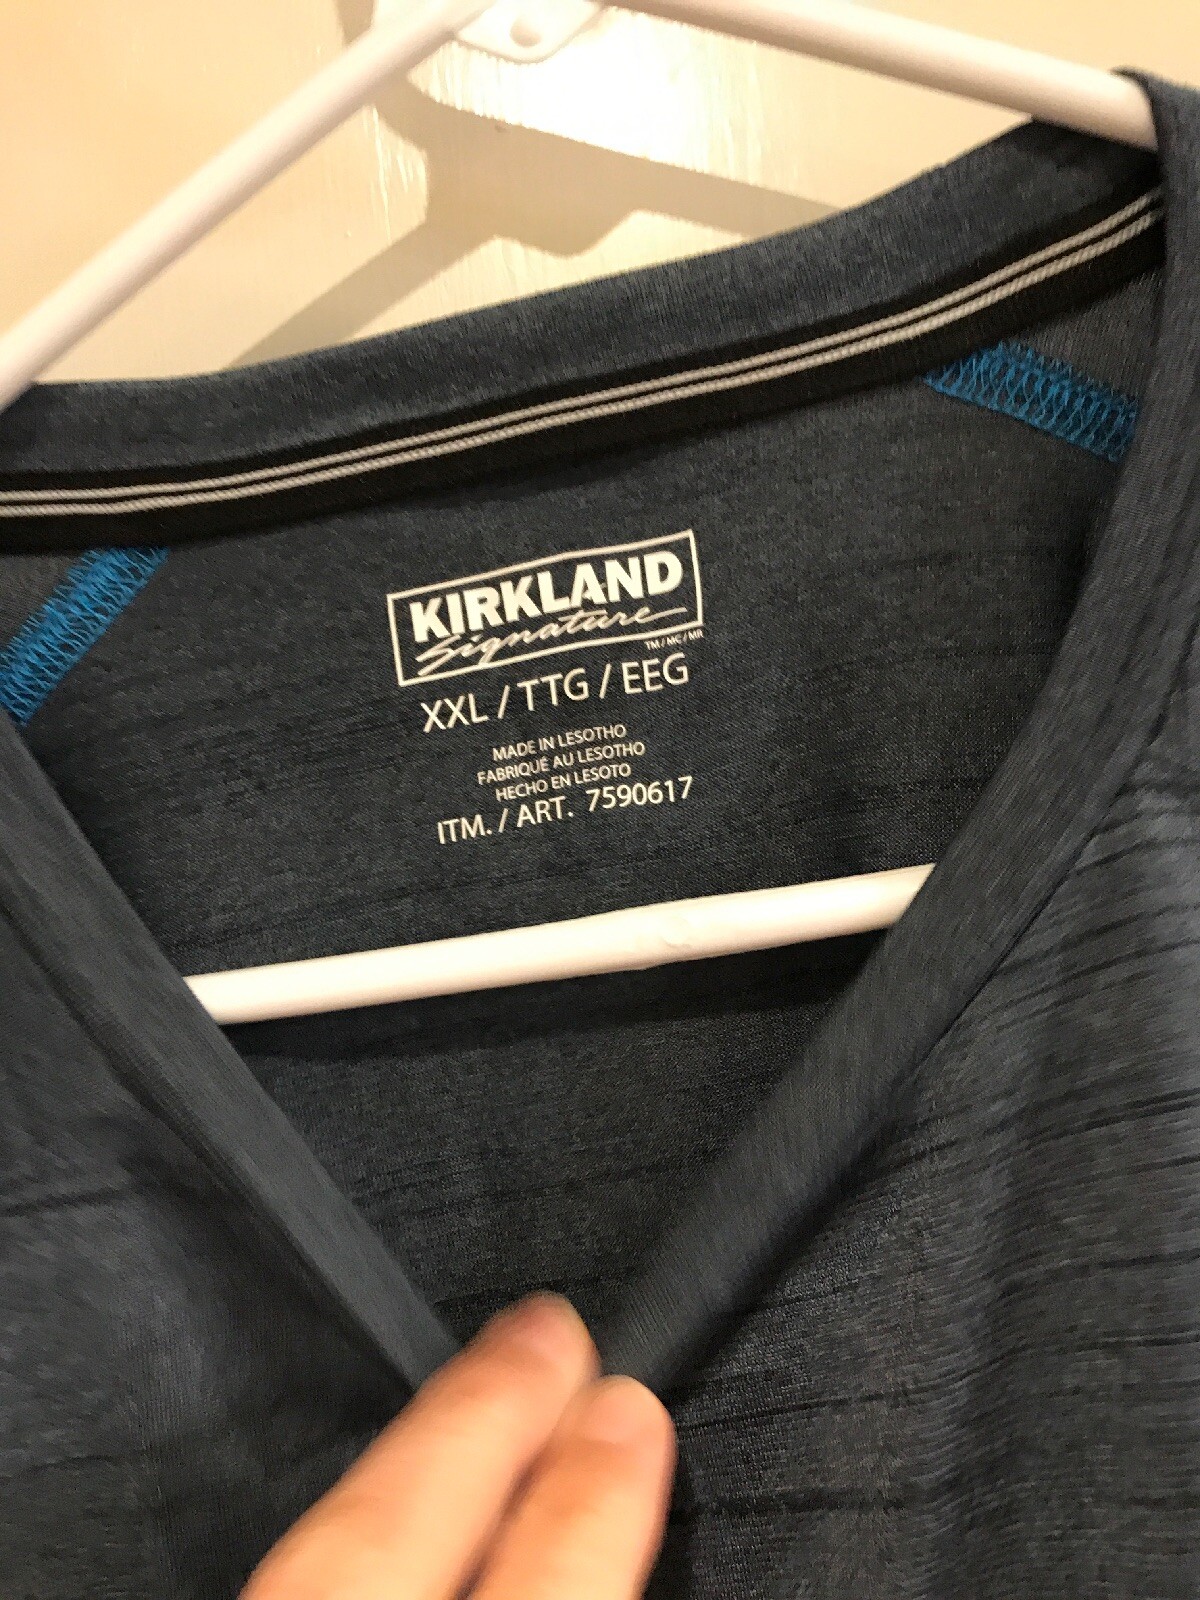 KIRKLAND
Signature
TM/MC/MR
XXL / TTG / EEG
MADE IN LESOTHO
FABRIQUÉ AU LESOTHO
HECHO EN LESOTO
ITM. / ART. 7590617